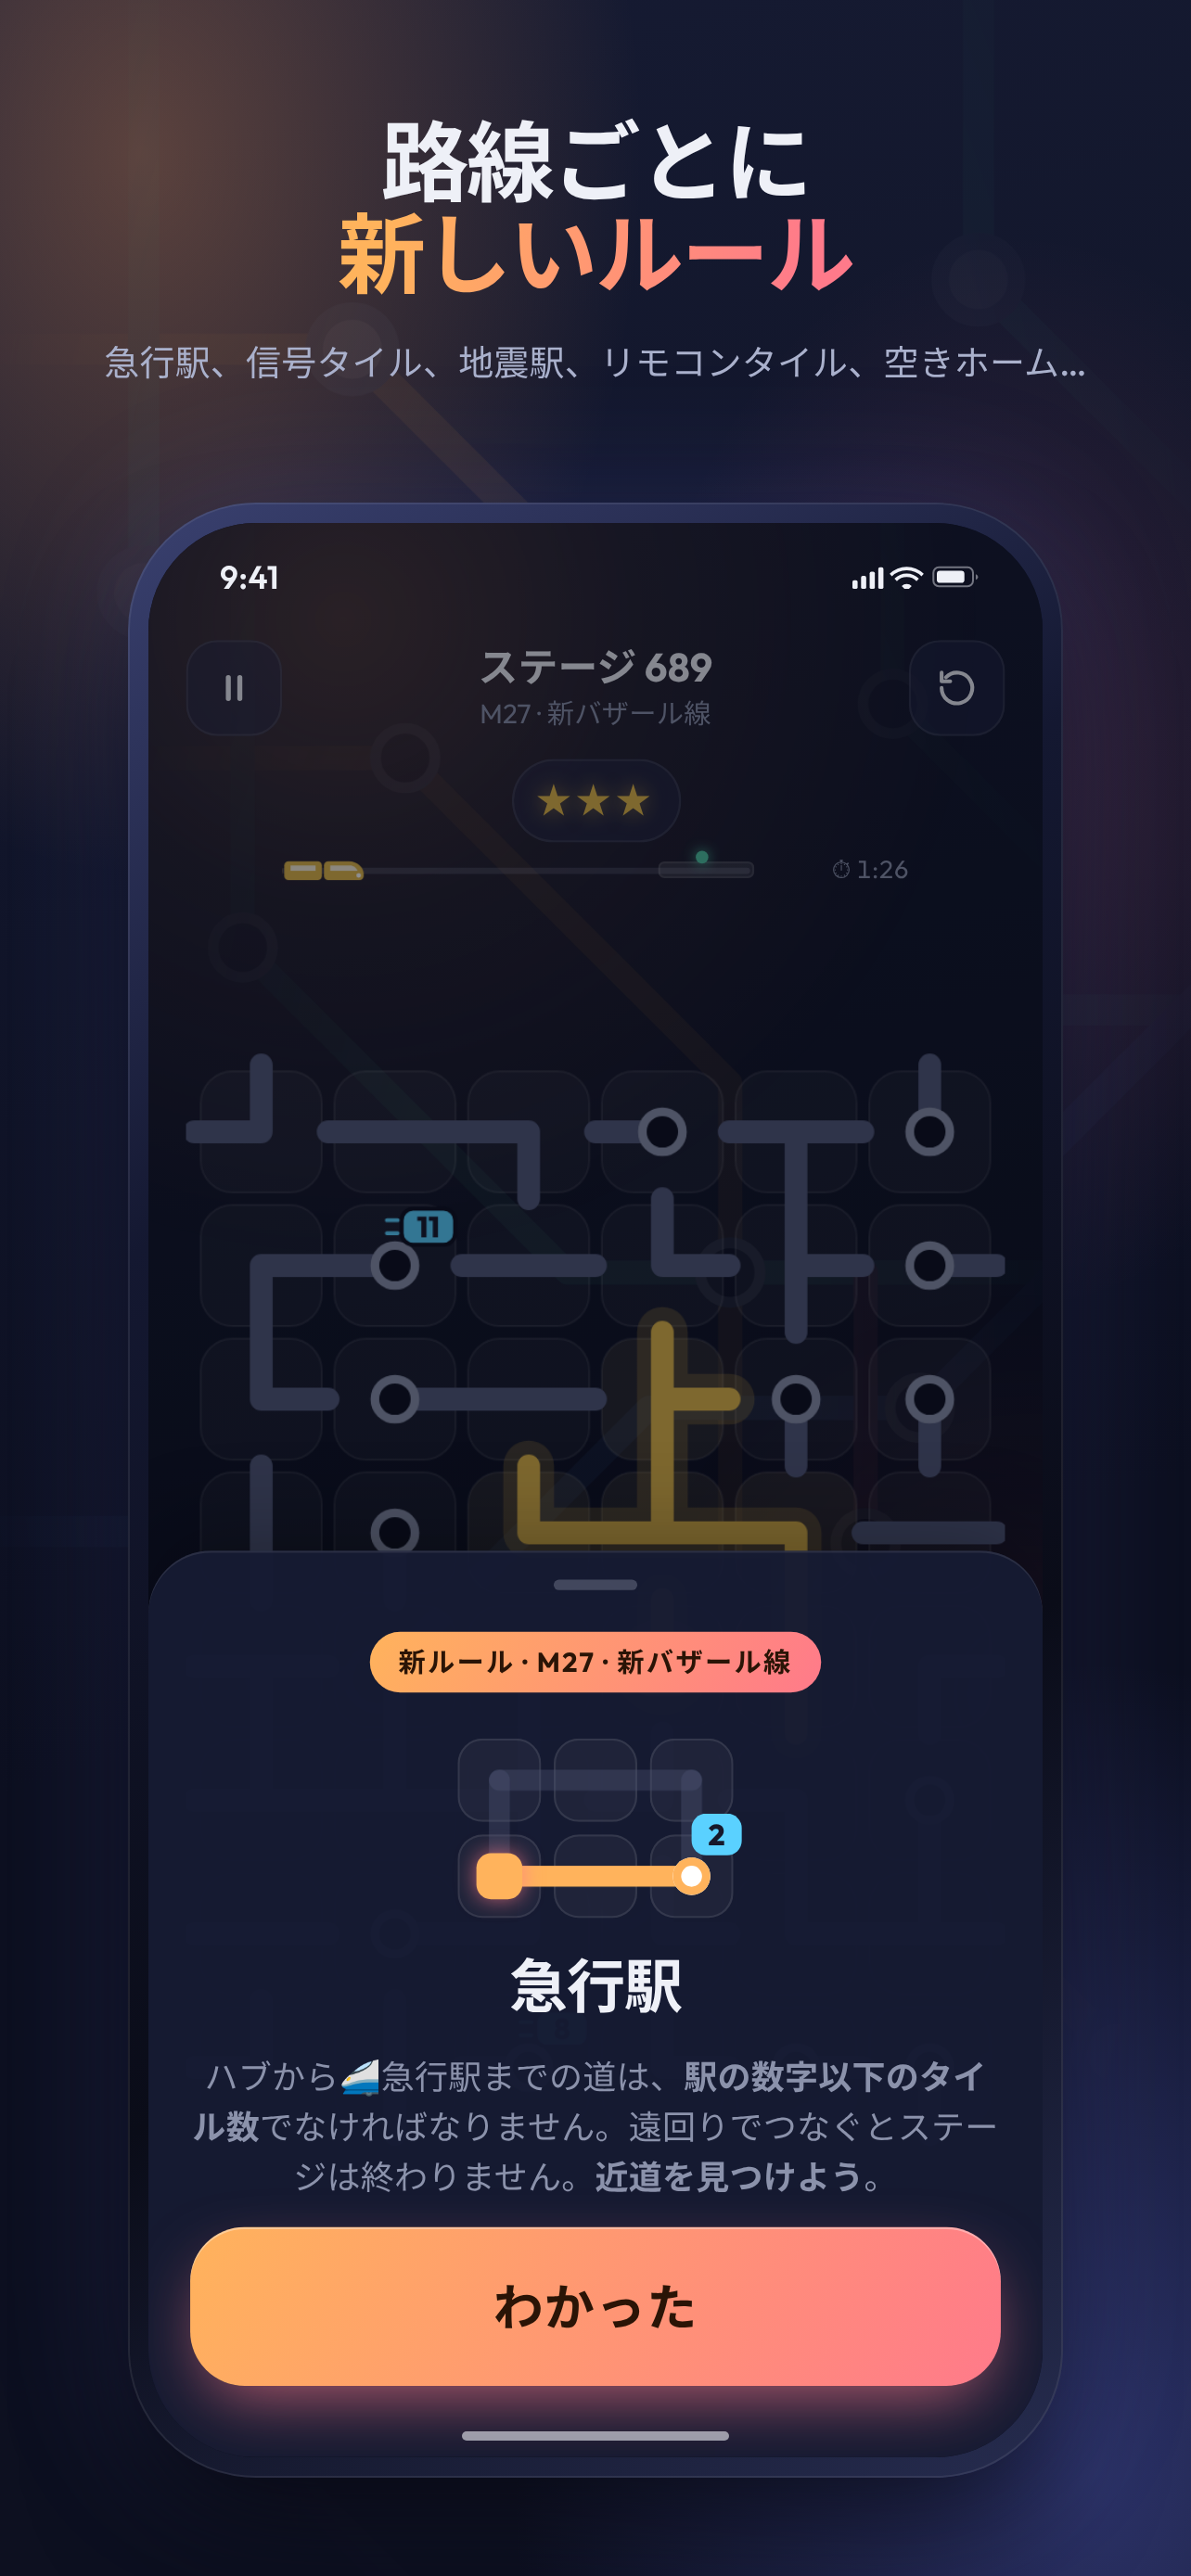 路線ごとに
新しいルール
急行駅、信号タイル、地震駅、リモコンタイル、空きホーム...
9:41
ステージ 689
M27·新バザール線
★★★
⏱ 1:26
11
新ルール · M27 · 新バザール線
2
急行駅
ハブから🚄急行駅までの道は、駅の数字以下のタイ
ル数でなければなりません。遠回りでつなぐとステー
ジは終わりません。近道を見つけよう。
わかった